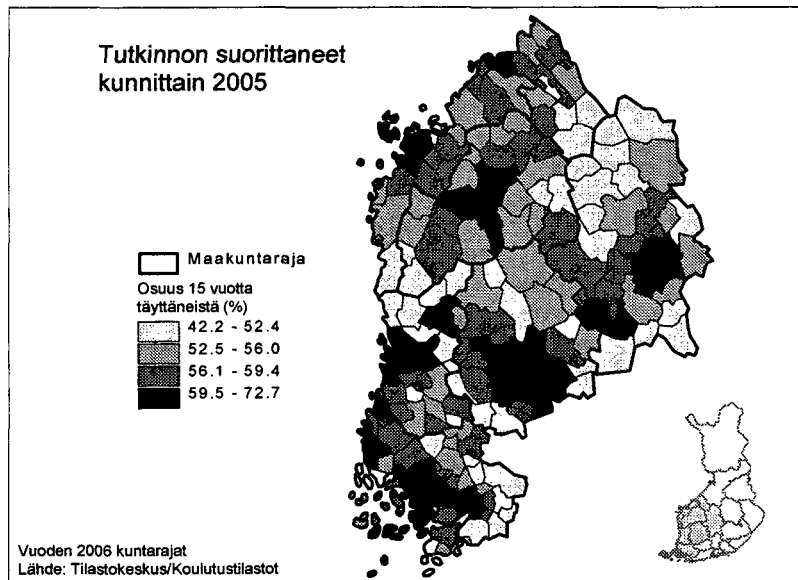 Tutkinnon suorittaneet
kunnittain 2005
Maakuntaraja
Osuus 15 vuotta
täyttäneistä (%)
42.2 - 52.4
52.5 - 56.0
56.1 - 59.4
59.5 - 72.7
Vuoden 2006 kuntarajat
Lähde: Tilastokeskus/Koulutustilastot